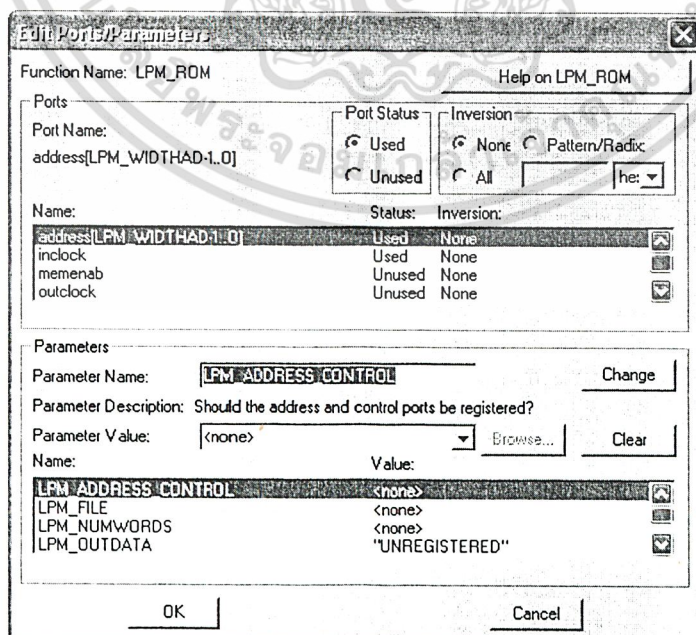 Edit Ports/Parameters
Function Name: LPM_ROM
Help on LPM_ROM
Ports
Port Name:
address[LPM_WIDTHAD-1..0]
Port Status
Used
Unused
Inversion
None
Pattern/Radix:
All
he:
Name: Status: Inversion:
address[LPM_WIDTHAD-1..0] Used None
inclock Used None
memenab Unused None
outclock Unused None
Parameters
Parameter Name: LPM_ADDRESS_CONTROL Change
Parameter Description: Should the address and control ports be registered?
Parameter Value: <none> Browse... Clear
Name: Value:
LPM_ADDRESS_CONTROL <none>
LPM_FILE <none>
LPM_NUMWORDS <none>
LPM_OUTDATA "UNREGISTERED"
OK Cancel